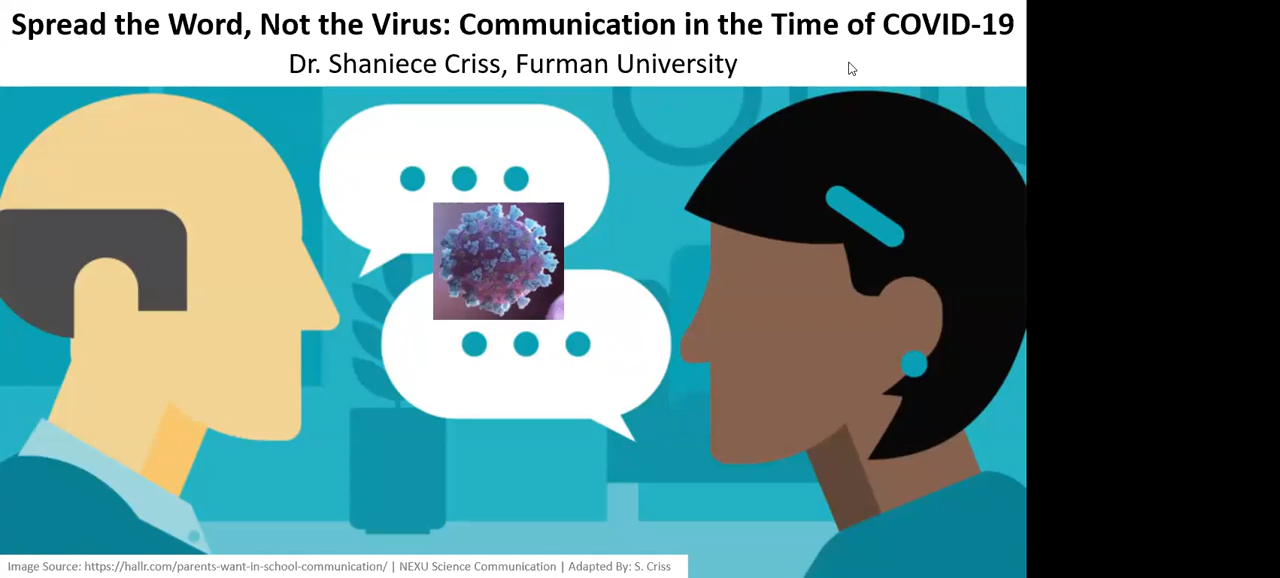 Spread the Word, Not the Virus: Communication in the Time of COVID-19
Dr. Shaniece Criss, Furman University
Image Source: https://hallr.com/parents-want-in-school-communication/ | NEXU Science Communication | Adapted By: S. Criss